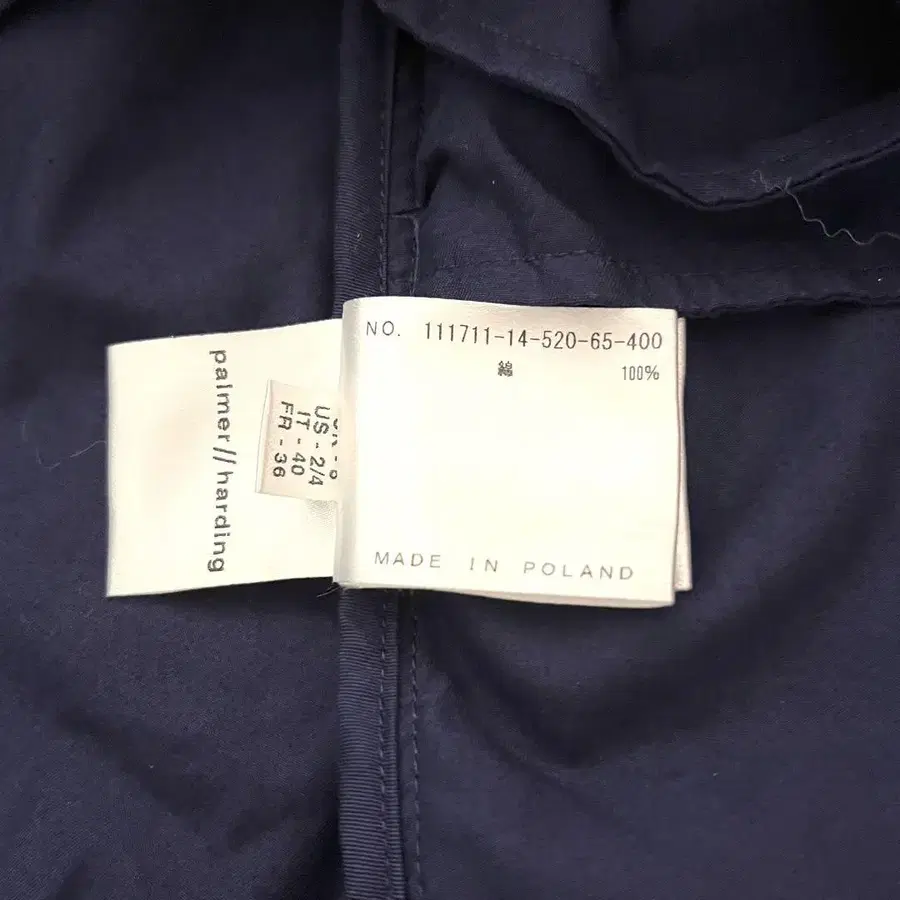 palmer//harding
US - 2/4
IT - 40
FR - 36
NO. 111711-14-520-65-400
綿 100%
MADE IN POLAND